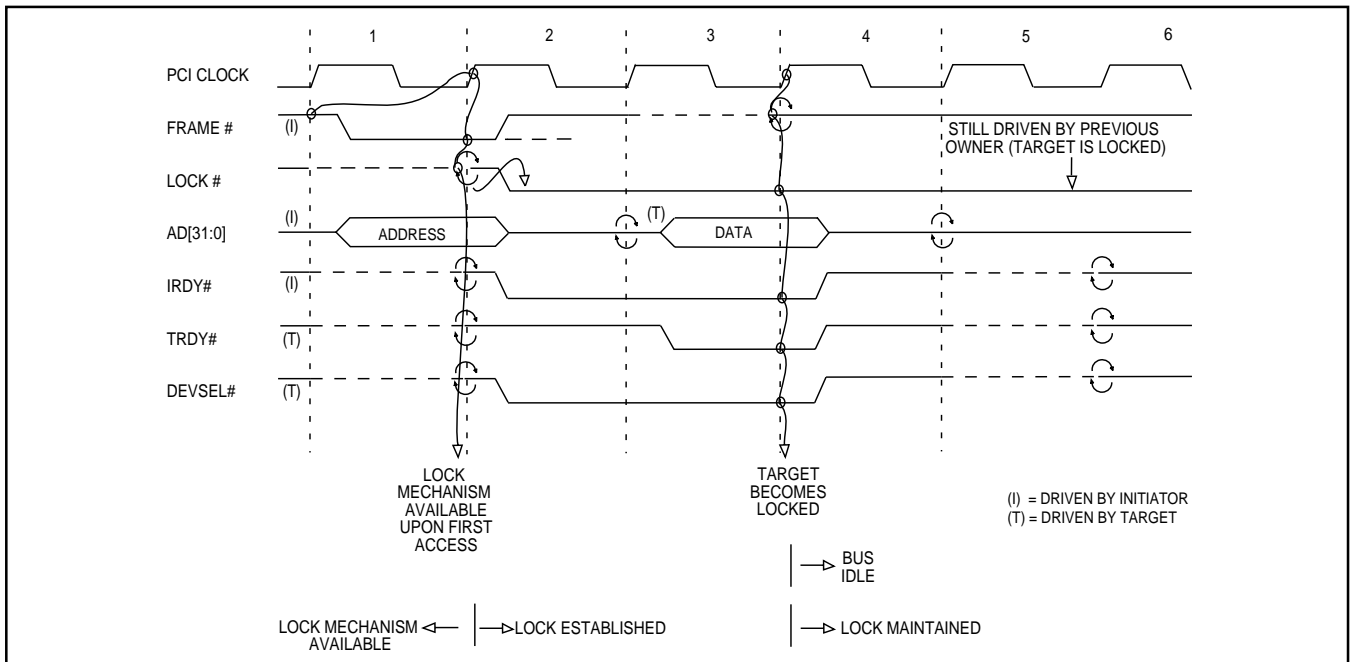 1 2 3 4 5 6
PCI CLOCK
FRAME # (I)
STILL DRIVEN BY PREVIOUS
OWNER (TARGET IS LOCKED)
LOCK #
AD[31:0] (I) ADDRESS (T) DATA
IRDY# (I)
TRDY# (T)
DEVSEL# (T)
LOCK
MECHANISM
AVAILABLE
UPON FIRST
ACCESS
TARGET
BECOMES
LOCKED
(I) = DRIVEN BY INITIATOR
(T) = DRIVEN BY TARGET
BUS
IDLE
LOCK MECHANISM
AVAILABLE
LOCK ESTABLISHED
LOCK MAINTAINED